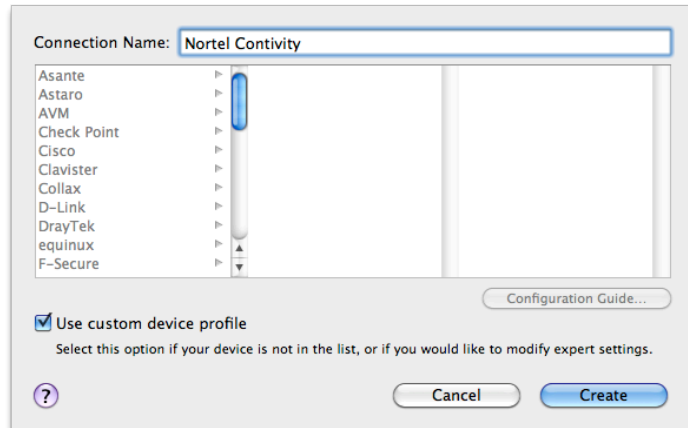 Connection Name: Nortel Contivity
Asante
Astaro
AVM
Check Point
Cisco
Clavister
Collax
D-Link
DrayTek
equinux
F-Secure
Configuration Guide...
Use custom device profile
Select this option if your device is not in the list, or if you would like to modify expert settings.
? Cancel Create